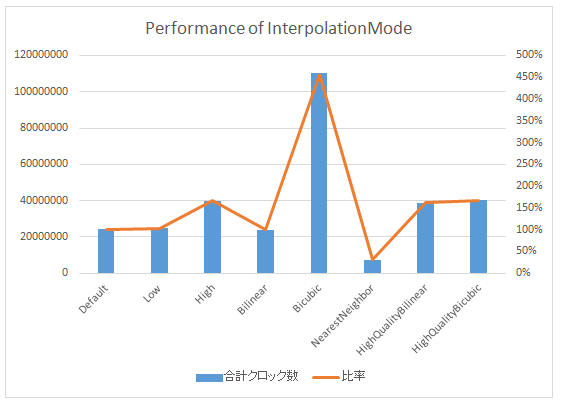 Performance of InterpolationMode
120000000
100000000
80000000
60000000
40000000
20000000
0
500%
450%
400%
350%
300%
250%
200%
150%
100%
50%
0%
Default
Low
High
Bilinear
Bicubic
NearestNeighbor
HighQualityBilinear
HighQualityBicubic
合計クロック数 比率